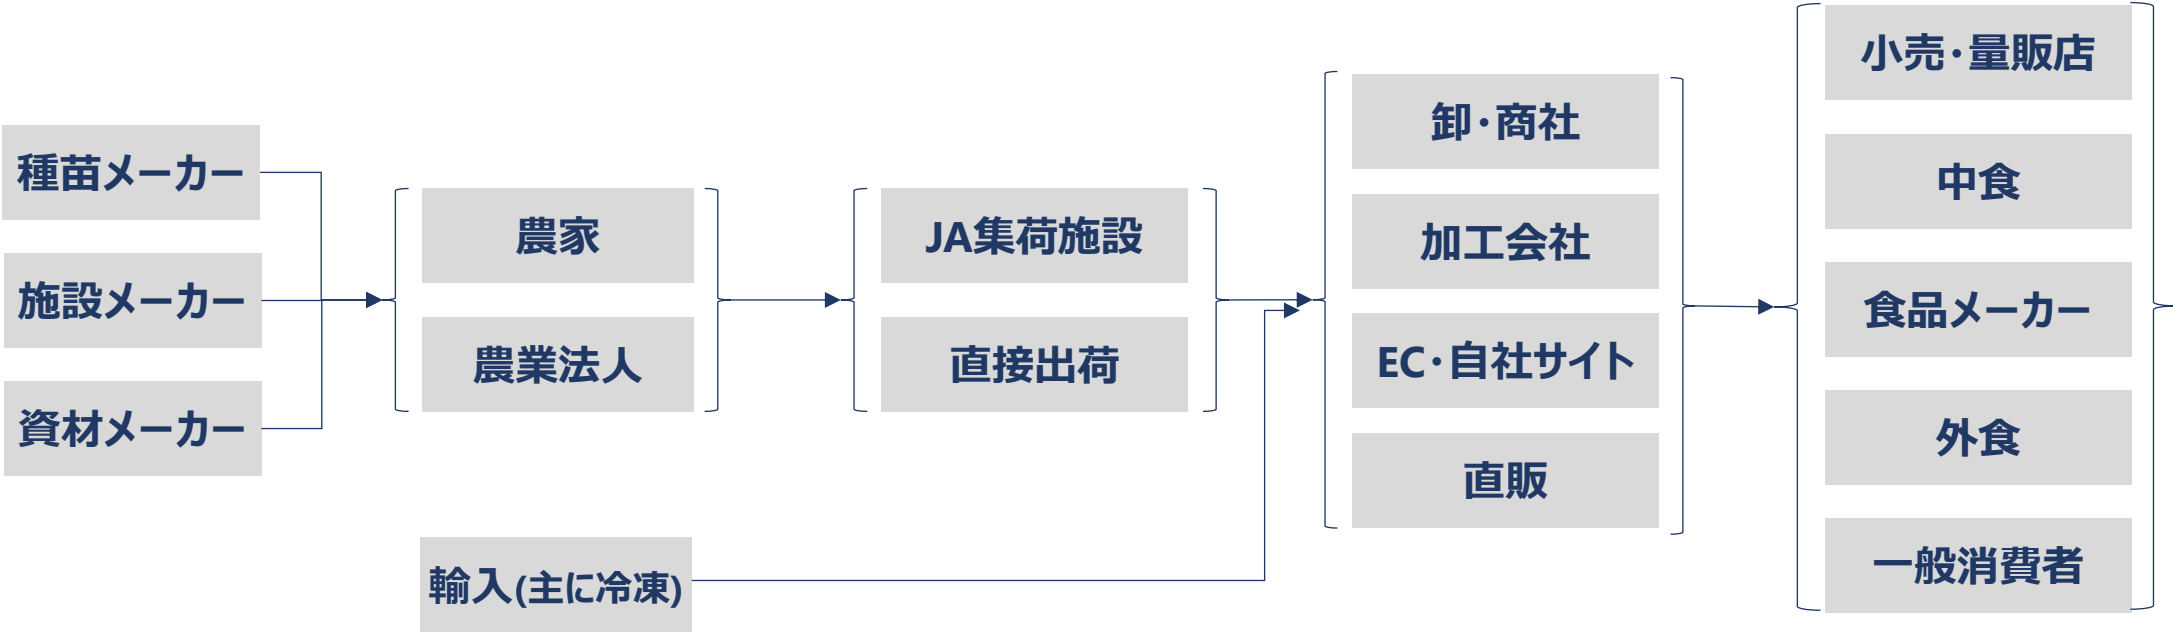 種苗メーカー
施設メーカー
資材メーカー
農家
農業法人
輸入(主に冷凍)
JA集荷施設
直接出荷
卸・商社
加工会社
EC・自社サイト
直販
小売・量販店
中食
食品メーカー
外食
一般消費者